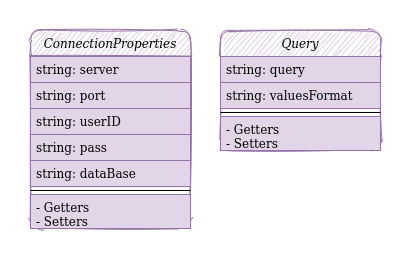 ConnectionProperties
string: server
string: port
string: userID
string: pass
string: dataBase
- Getters
- Setters
Query
string: query
string: valuesFormat
- Getters
- Setters